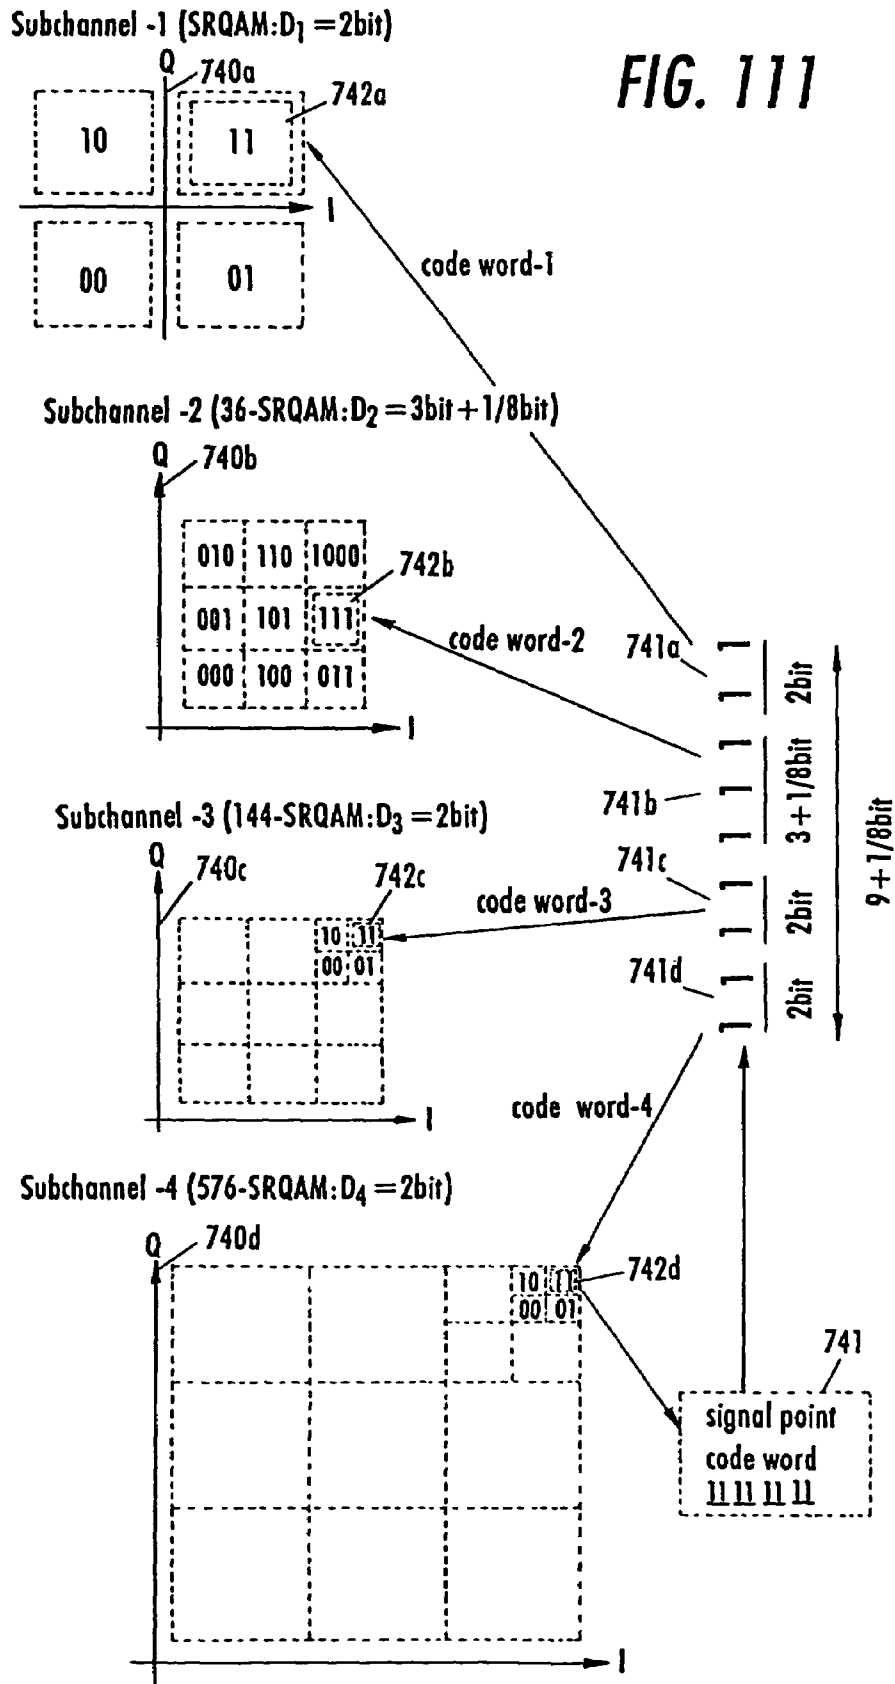 Subchannel -1 (SRQAM:D1 =2bit)
FIG. 111
Q
740a
742a
10
11
I
00
01
code word-1
Subchannel -2 (36-SRQAM:D2 =3bit+1/8bit)
Q
740b
010 110 1000
742b
001 101 111
000 100 011
I
code word-2
741a
2bit
741b
3+1/8bit
741c
2bit
741d
2bit
9+1/8bit
Subchannel -3 (144-SRQAM:D3 =2bit)
Q
740c
742c
10 11
00 01
I
code word-3
code word-4
Subchannel -4 (576-SRQAM:D4 =2bit)
Q
740d
10 11
742d
00 01
I
741
signal point
code word
11 11 11 11